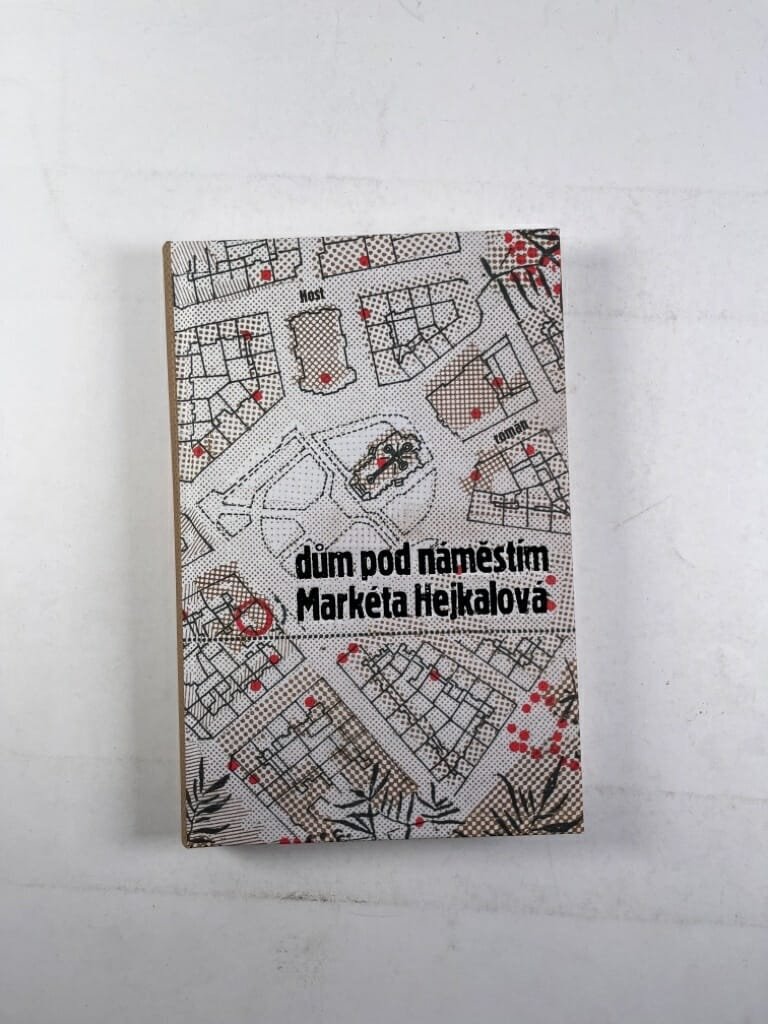 Host
román
dům pod náměstím
Markéta Hejkalová